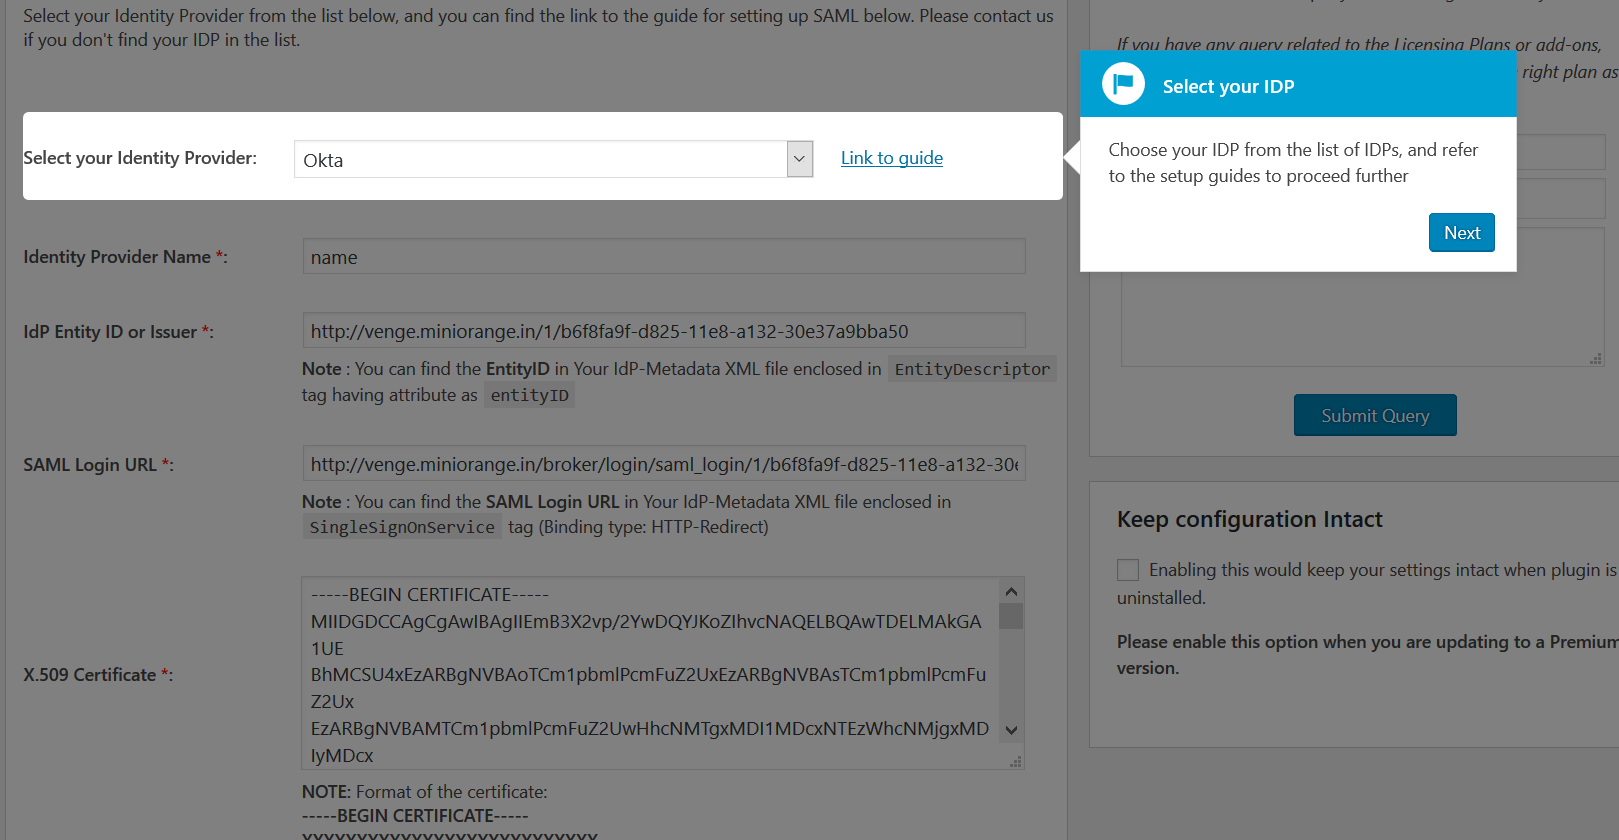 Select your Identity Provider from the list below, and you can find the link to the guide for setting up SAML below. Please contact us
if you don't find your IDP in the list.
Select your Identity Provider:
Okta
Link to guide
Identity Provider Name *:
name
IdP Entity ID or Issuer *:
http://venge.miniorange.in/1/b6f8fa9f-d825-11e8-a132-30e37a9bba50
Note : You can find the EntityID in Your IdP-Metadata XML file enclosed in EntityDescriptor
tag having attribute as entityID
SAML Login URL *:
http://venge.miniorange.in/broker/login/saml_login/1/b6f8fa9f-d825-11e8-a132-30e
Note : You can find the SAML Login URL in Your IdP-Metadata XML file enclosed in
SingleSignOnService tag (Binding type: HTTP-Redirect)
X.509 Certificate *:
-----BEGIN CERTIFICATE-----
MIIDGDCCAgCgAwIBAgIIEmB3X2vp/2YwDQYJKoZIhvcNAQELBQAwTDELMAkGA
1UE
BhMCSU4xEzARBgNVBAoTCm1pbmlPcmFuZ2UxEzARBgNVBAsTCm1pbmlPcmFu
Z2Ux
EzARBgNVBAMTCm1pbmlPcmFuZ2UwHhcNMTgxMDI1MDcxNTEzWhcNMjgxMD
IyMDcx
NOTE: Format of the certificate:
-----BEGIN CERTIFICATE-----
XXXXXXXXXXXXXXXXXXXXXXXXXXX
If you have any query related to the Licensing Plans or add-ons,
right plan as
Select your IDP
Choose your IDP from the list of IDPs, and refer
to the setup guides to proceed further
Next
Submit Query
Keep configuration Intact
Enabling this would keep your settings intact when plugin is
uninstalled.
Please enable this option when you are updating to a Premium
version.